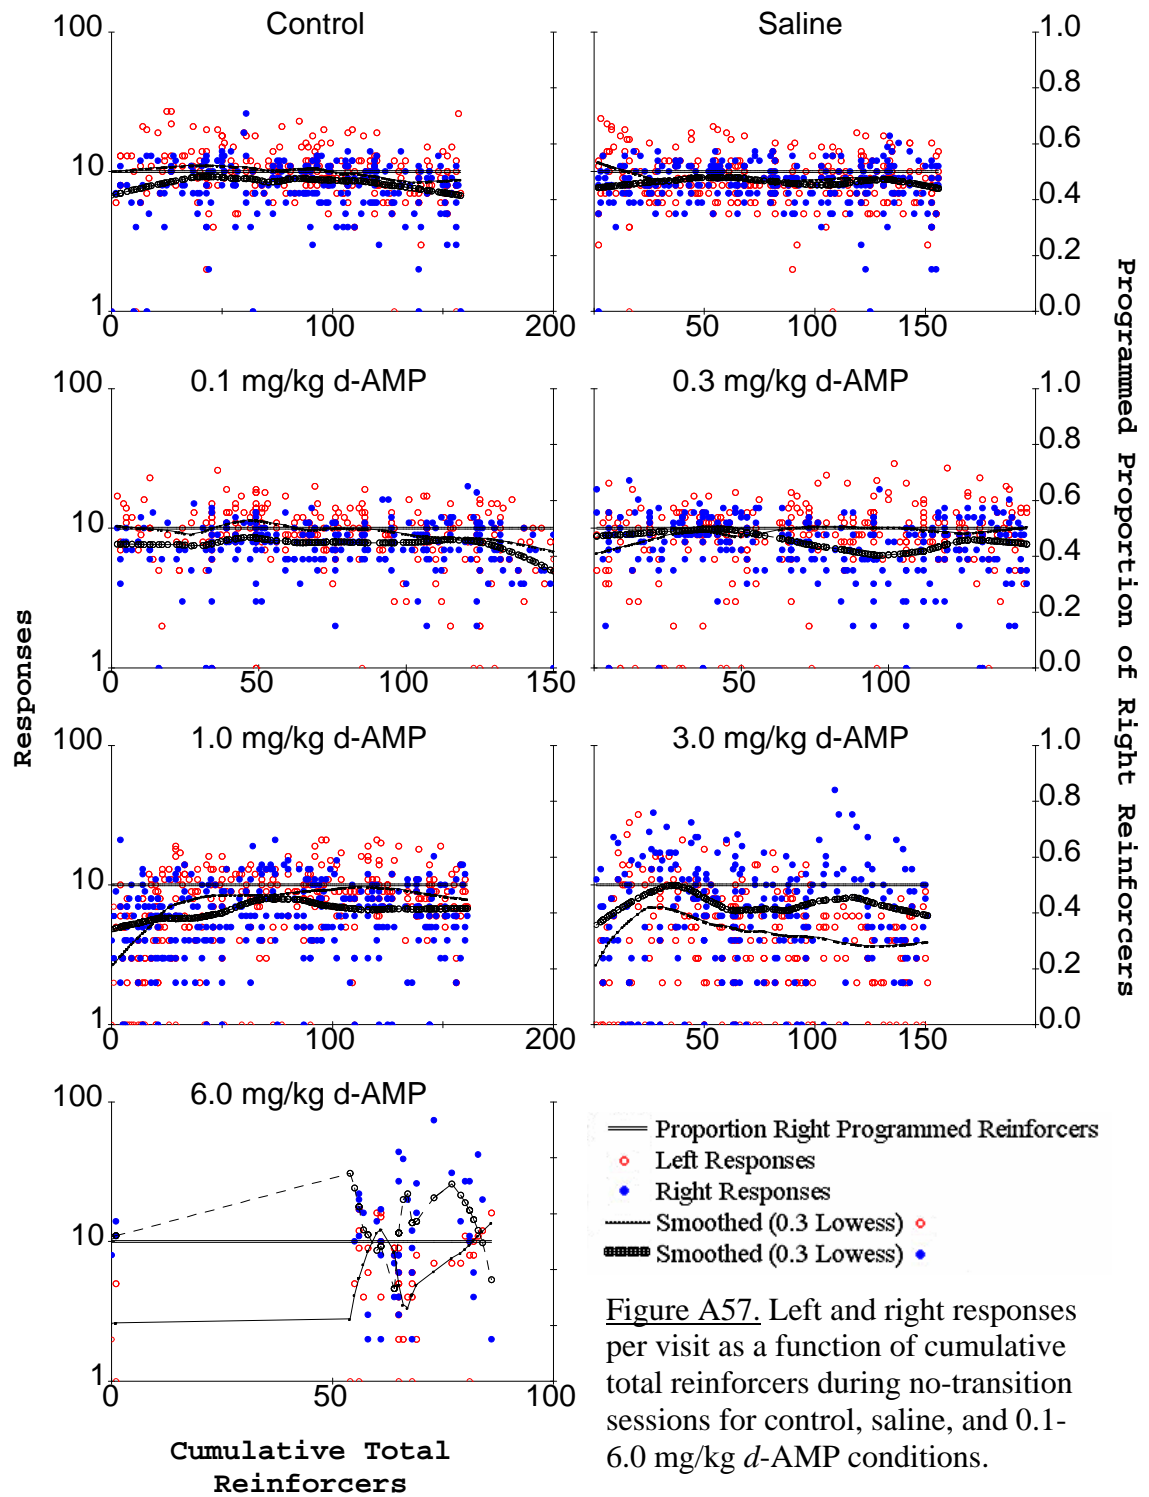 Control
Saline
100
10
1
0
100
200
50
100
150
1.0
0.8
0.6
0.4
0.2
0.0
0.1 mg/kg d-AMP
0.3 mg/kg d-AMP
100
10
1
0
50
100
150
50
100
1.0
0.8
0.6
0.4
0.2
0.0
1.0 mg/kg d-AMP
3.0 mg/kg d-AMP
100
10
1
0
100
200
50
100
150
1.0
0.8
0.6
0.4
0.2
0.0
6.0 mg/kg d-AMP
100
10
1
0
50
100
Responses
Programmed Proportion of Right Reinforcers
Cumulative Total
Reinforcers
Proportion Right Programmed Reinforcers
Left Responses
Right Responses
Smoothed (0.3 Lowess)
Smoothed (0.3 Lowess)
Figure A57. Left and right responses
per visit as a function of cumulative
total reinforcers during no-transition
sessions for control, saline, and 0.1-
6.0 mg/kg d-AMP conditions.